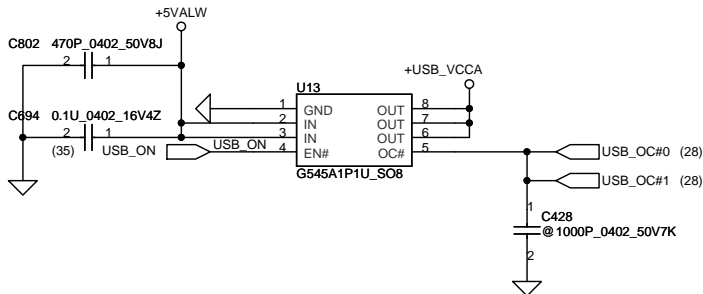 +5VALW
C802 470P_0402_50V8J
2 1
+USB_VCCA
U13
C694 0.1U_0402_16V4Z
1 GND OUT 8
2 IN OUT 7
2 1
3 IN OUT 6
(35) USB_ON USB_ON 4 EN# OC# 5
USB_OC#0 (28)
G545A1P1U_SO8
USB_OC#1 (28)
1
C428
@1000P_0402_50V7K
2